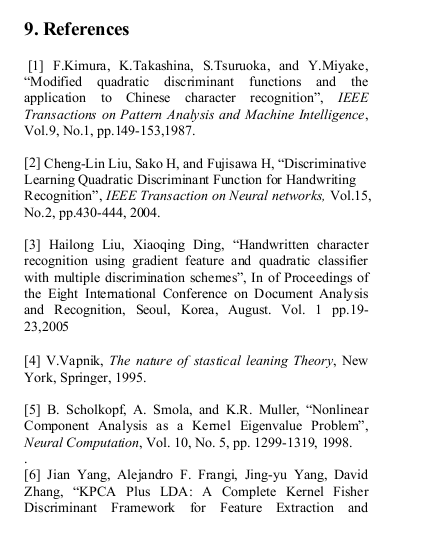 9. References
[1] F.Kimura, K.Takashina, S.Tsuruoka, and Y.Miyake,
“Modified quadratic discriminant functions and the
application to Chinese character recognition”, IEEE
Transactions on Pattern Analysis and Machine Intelligence,
Vol.9, No.1, pp.149-153,1987.
[2] Cheng-Lin Liu, Sako H, and Fujisawa H, “Discriminative
Learning Quadratic Discriminant Function for Handwriting
Recognition”, IEEE Transaction on Neural networks, Vol.15,
No.2, pp.430-444, 2004.
[3] Hailong Liu, Xiaoqing Ding, “Handwritten character
recognition using gradient feature and quadratic classifier
with multiple discrimination schemes”, In of Proceedings of
the Eight International Conference on Document Analysis
and Recognition, Seoul, Korea, August. Vol. 1 pp.19-
23,2005
[4] V.Vapnik, The nature of stastical leaning Theory, New
York, Springer, 1995.
[5] B. Scholkopf, A. Smola, and K.R. Muller, “Nonlinear
Component Analysis as a Kernel Eigenvalue Problem”,
Neural Computation, Vol. 10, No. 5, pp. 1299-1319, 1998.
.
[6] Jian Yang, Alejandro F. Frangi, Jing-yu Yang, David
Zhang, “KPCA Plus LDA: A Complete Kernel Fisher
Discriminant Framework for Feature Extraction and